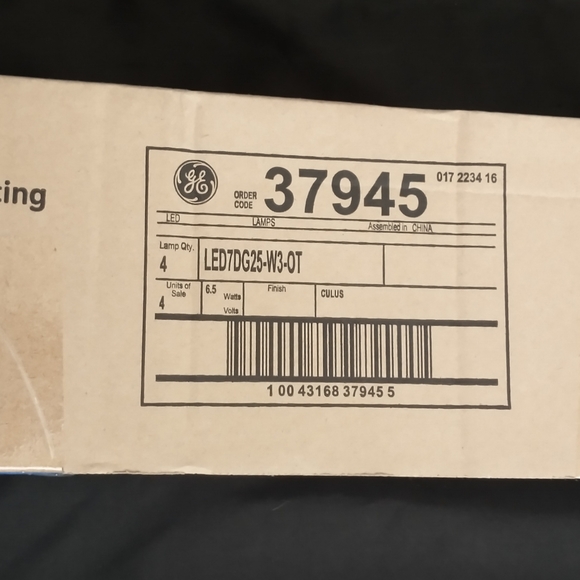 ting
GE
ORDER CODE 37945 017 2234 16
LED LAMPS Assembled in CHINA
Lamp Qty. 4 LED7DG25-W3-OT
Units of Sale 4 6.5 Watts Volts Finish CULUS
1 00 43168 37945 5